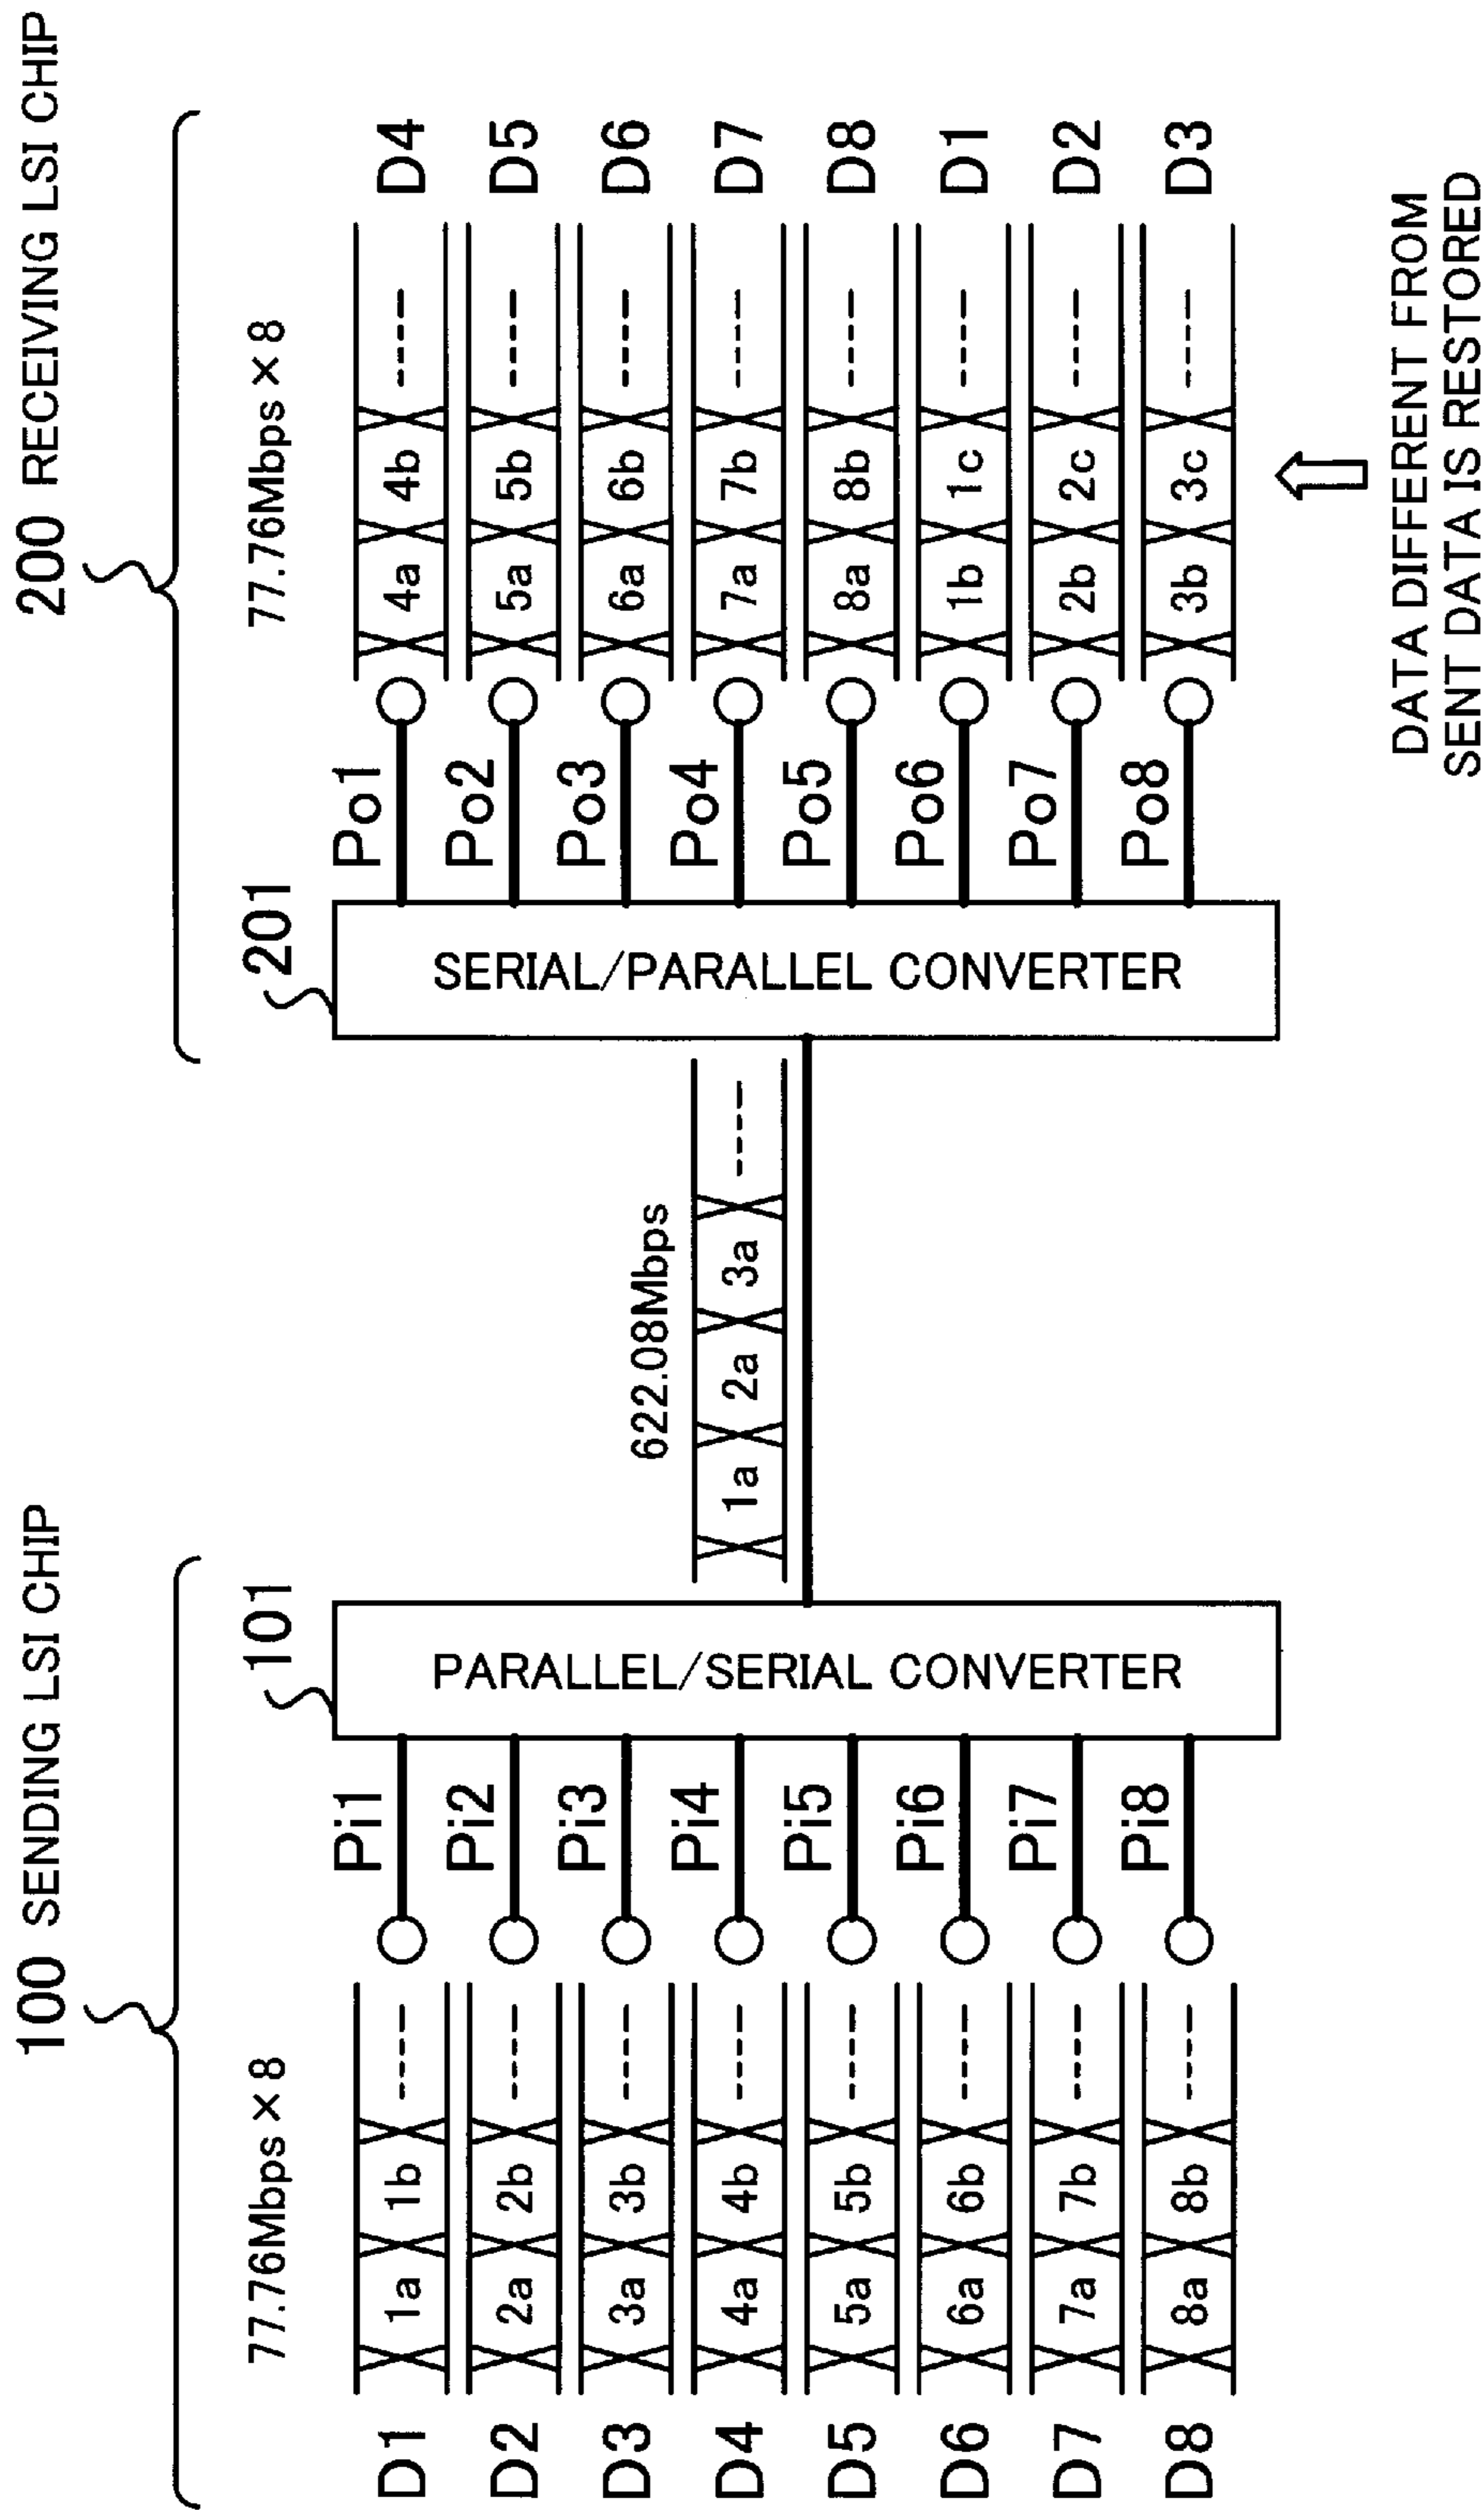 100 SENDING LSI CHIP
200 RECEIVING LSI CHIP
77.76Mbps × 8
101
622.08Mbps
201
77.76Mbps × 8
D1 1a 1b ---- Pi1
D2 2a 2b ---- Pi2
D3 3a 3b ---- Pi3
D4 4a 4b ---- Pi4
D5 5a 5b ---- Pi5
D6 6a 6b ---- Pi6
D7 7a 7b ---- Pi7
D8 8a 8b ---- Pi8
PARALLEL/SERIAL CONVERTER
1a 2a 3a ----
SERIAL/PARALLEL CONVERTER
Po1 4a 4b ---- D4
Po2 5a 5b ---- D5
Po3 6a 6b ---- D6
Po4 7a 7b ---- D7
Po5 8a 8b ---- D8
Po6 1b 1c ---- D1
Po7 2b 2c ---- D2
Po8 3b 3c ---- D3
DATA DIFFERENT FROM
SENT DATA IS RESTORED